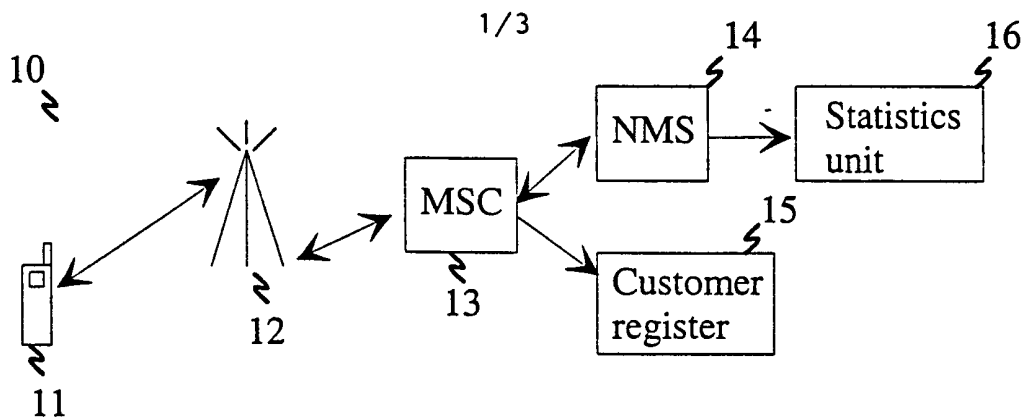 1/3
10
14
16
NMS
Statistics
unit
MSC
15
13
Customer
register
12
11